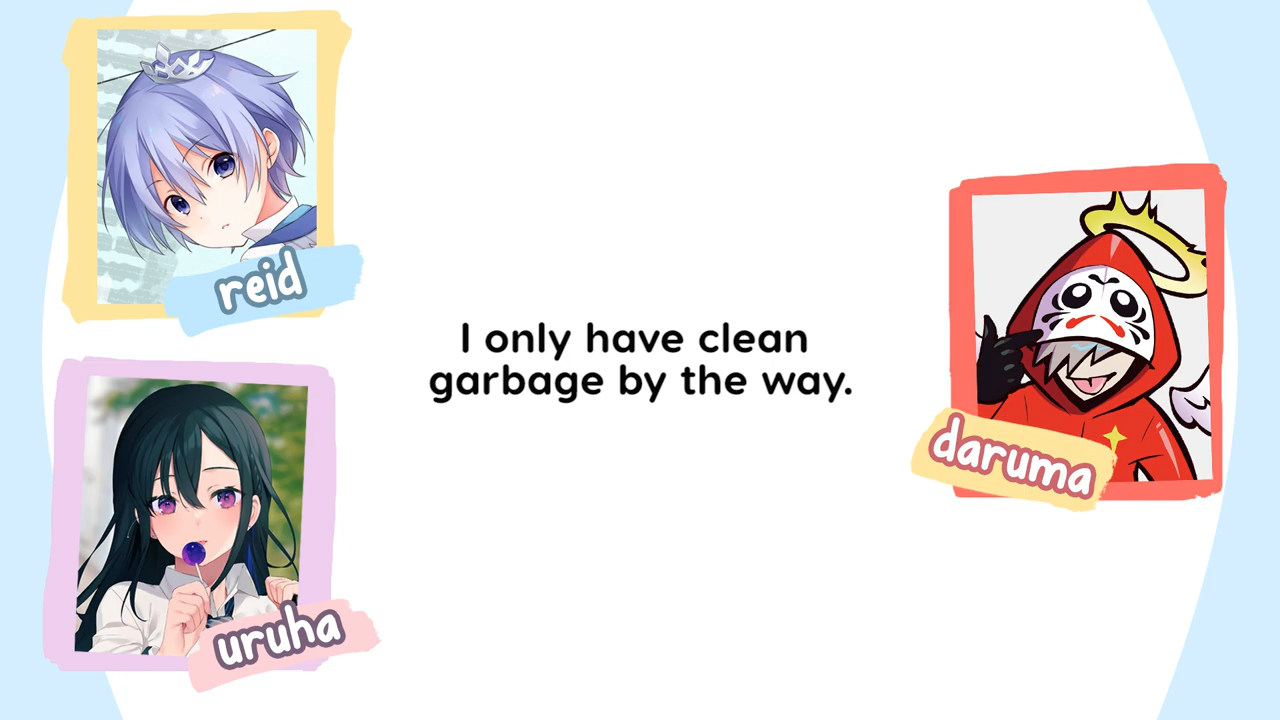 reid
I only have clean
garbage by the way.
daruma
uruha